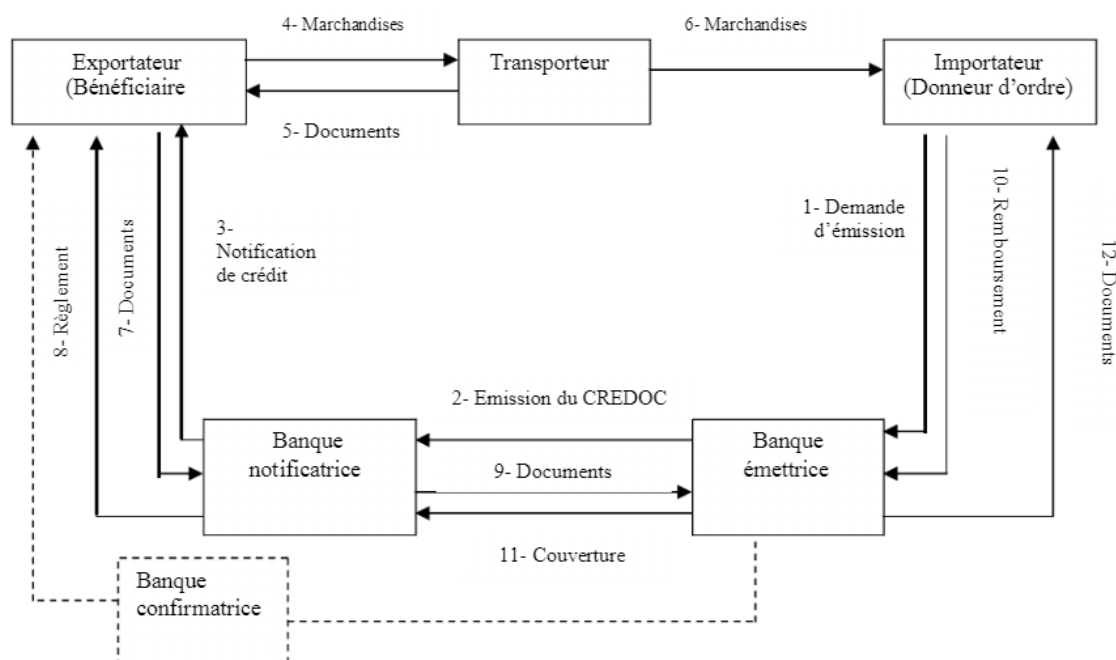 4- Marchandises
6- Marchandises
Exportateur
(Bénéficiaire
Transporteur
Importateur
(Donneur d'ordre)
5- Documents
1- Demande
d'émission
10- Remboursement
12- Documents
3-
Notification
de crédit
7- Documents
8- Règlement
2- Emission du CREDOC
Banque
notificatrice
9- Documents
Banque
émettrice
11- Couverture
Banque
confirmatrice